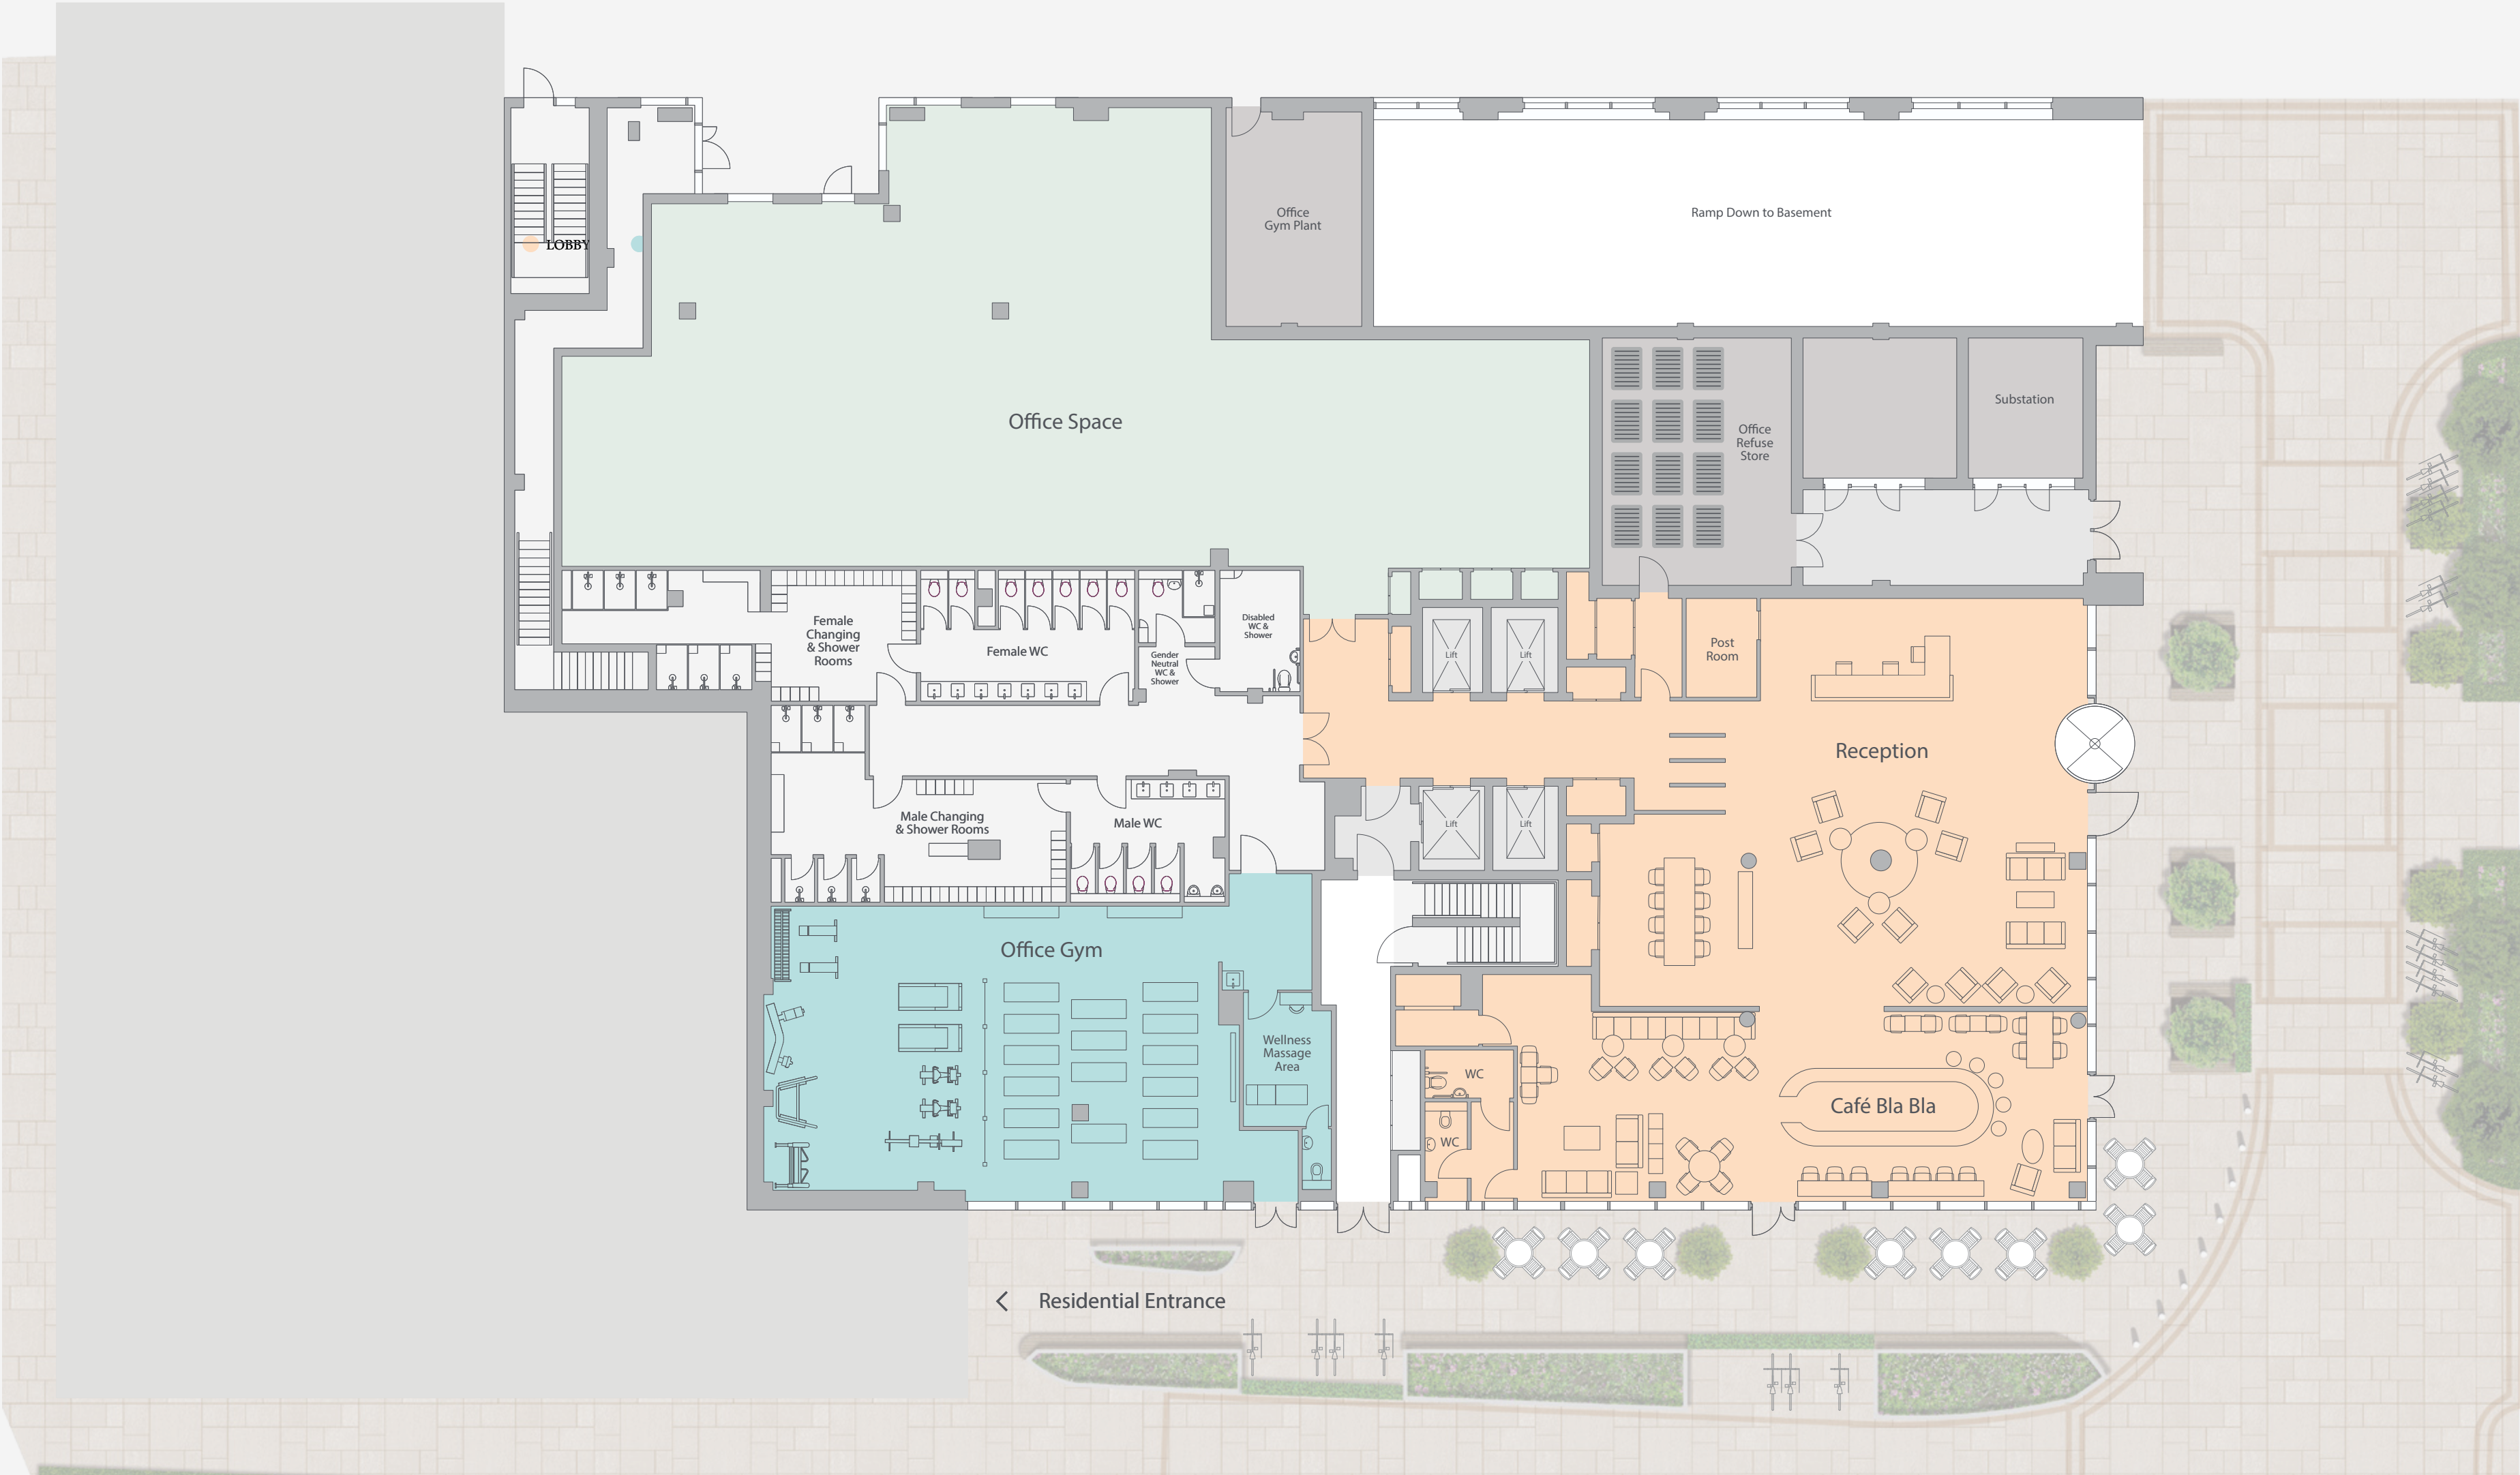 Office
Gym Plant
Ramp Down to Basement
LOBBY
Substation
Office Space
Office
Refuse
Store
Female
Changing
& Shower
Rooms
Female WC
Gender
Neutral
WC &
Shower
Disabled
WC &
Shower
Lift
Lift
Post
Room
Reception
Male Changing
& Shower Rooms
Male WC
Lift
Lift
Office Gym
Wellness
Massage
Area
WC
WC
Café Bla Bla
Residential Entrance